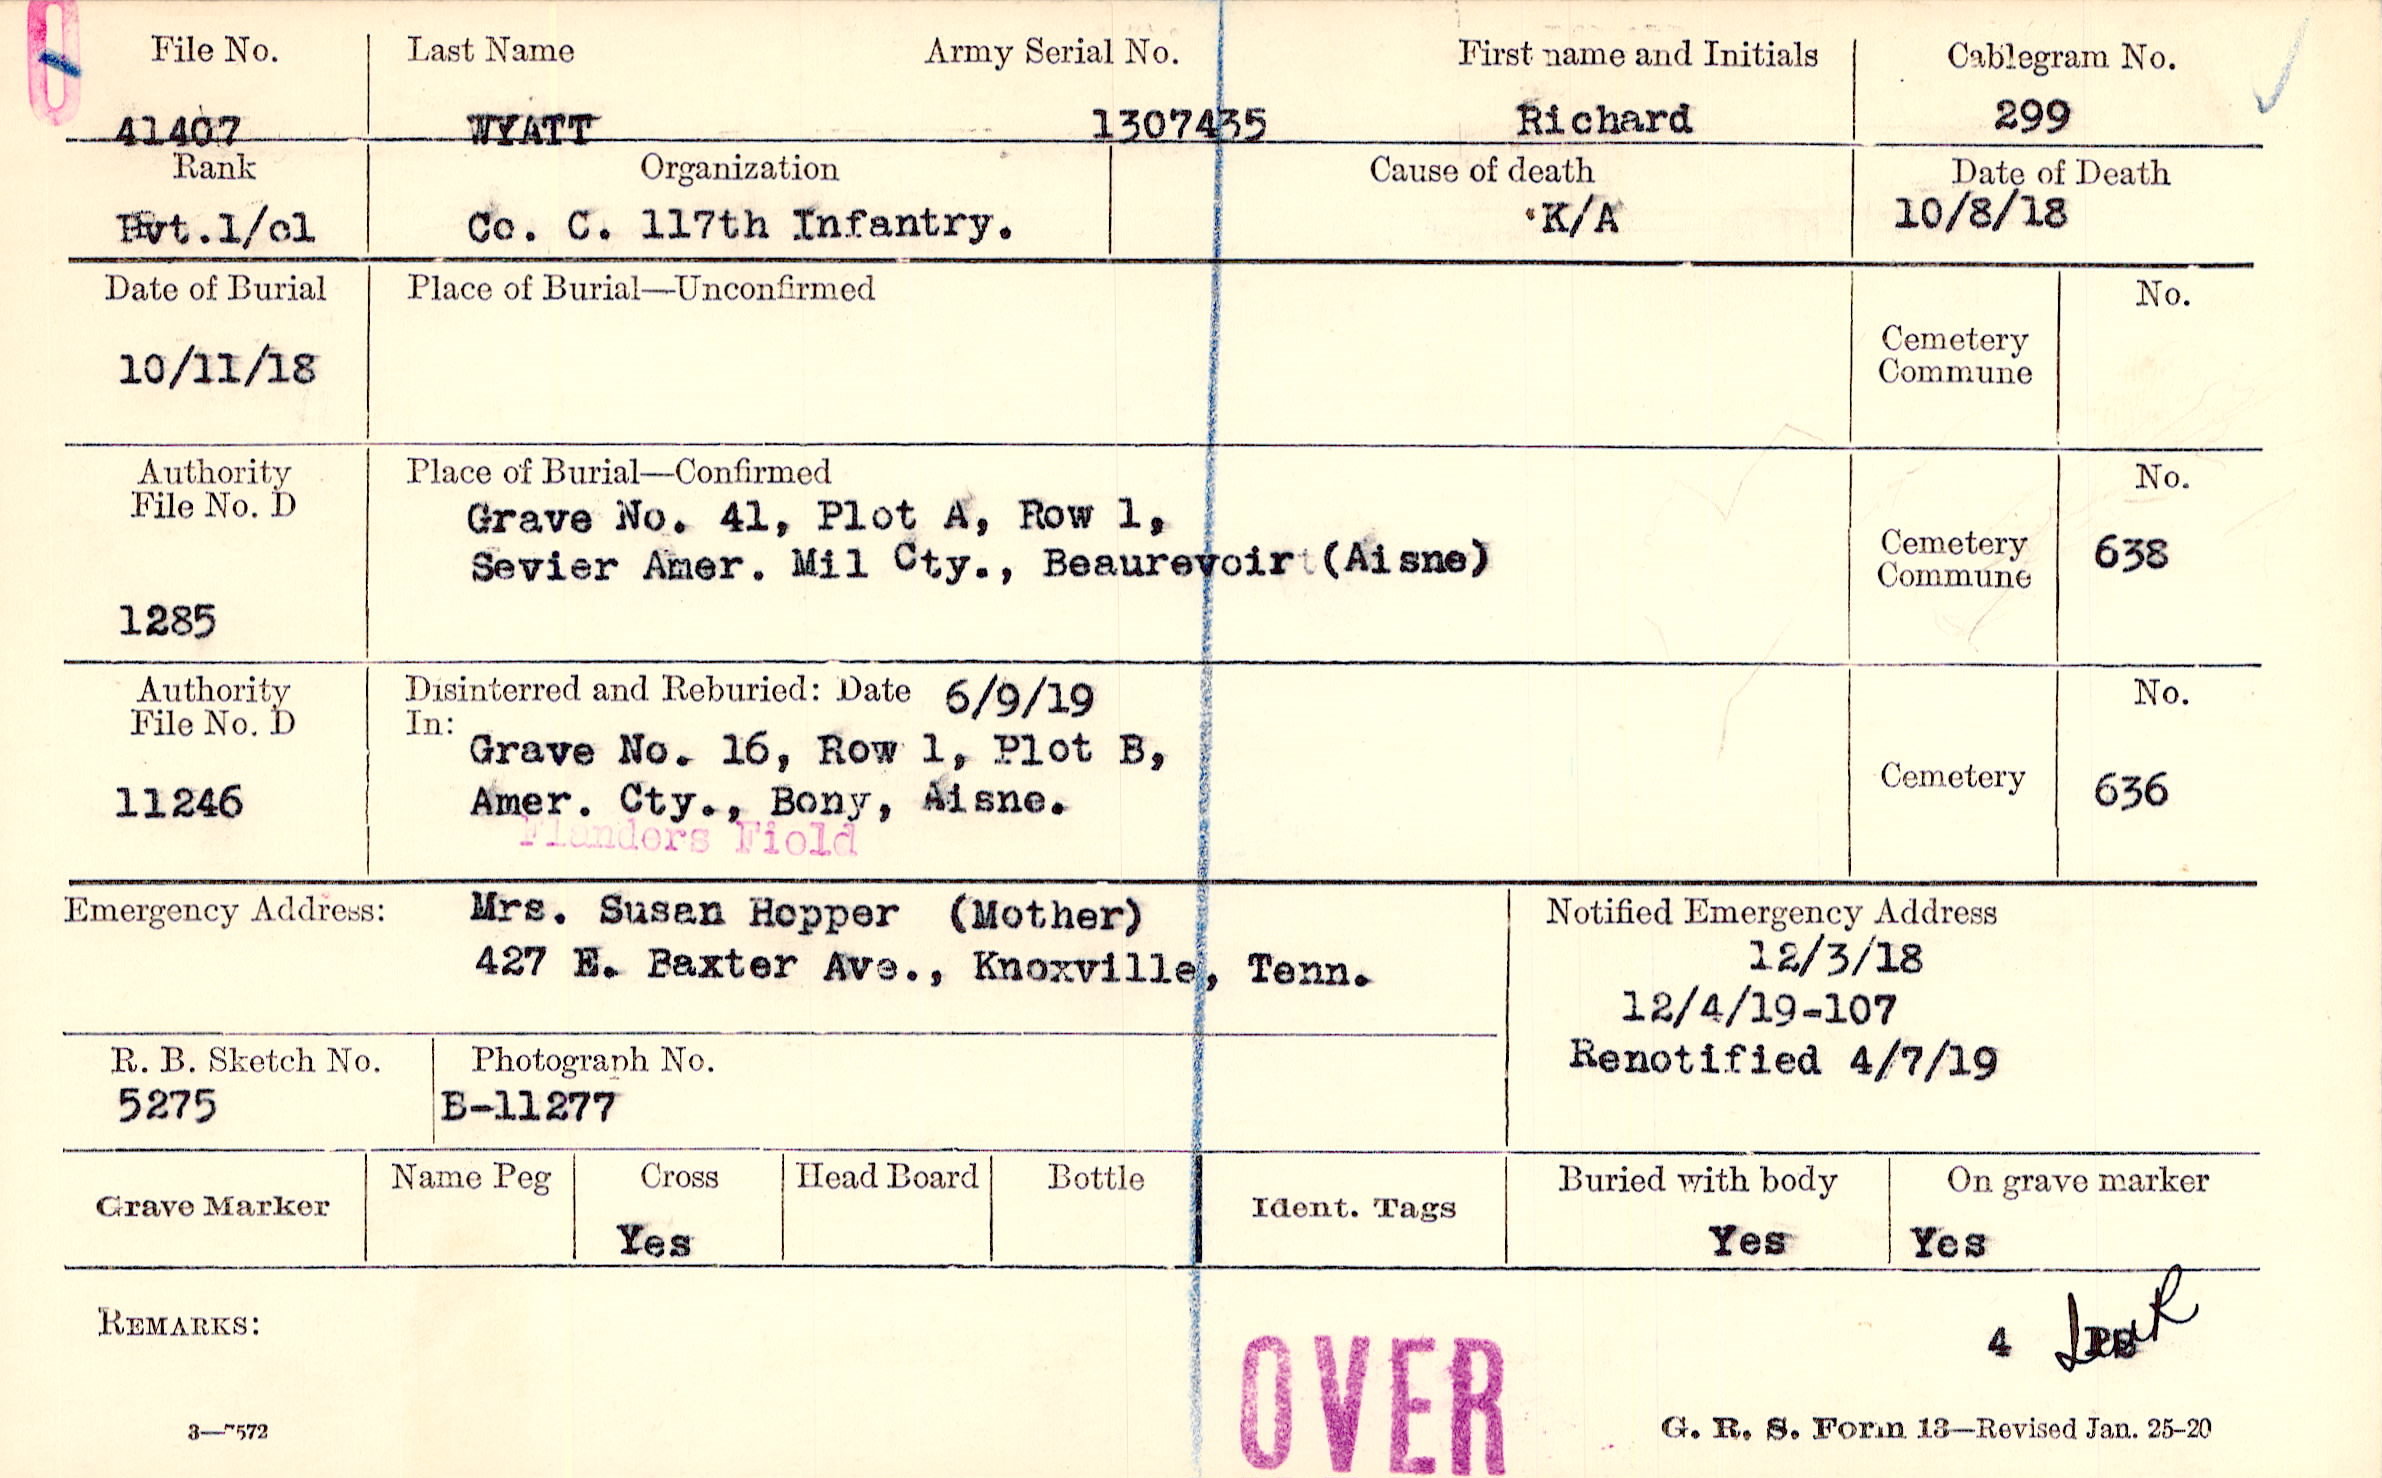 File No. Last Name Army Serial No. First name and Initials Cablegram No.
41407 WYATT 1307435 Richard 299
Rank Organization Cause of death Date of Death
Pvt.1/cl Co. C. 117th Infantry. K/A 10/8/18
Date of Burial Place of Burial—Unconfirmed No.
Cemetery
Commune
10/11/18
Authority Place of Burial—Confirmed No.
File No. D
Grave No. 41, Plot A, Row 1,
Sevier Amer. Mil Cty., Beaurevoir (Aisne)
Cemetery
Commune
638
1285
Authority Disinterred and Reburied: Date 6/9/19 No.
File No. D In:
Grave No. 16, Row 1, Plot B,
Cemetery 636
11246 Amer. Cty., Bony, Aisne.
Flanders Field
Emergency Address: Mrs. Susan Hopper (Mother)
427 E. Baxter Ave., Knoxville, Tenn.
Notified Emergency Address
12/3/18
12/4/19-107
Renotified 4/7/19
R. B. Sketch No. Photograph No.
5275 B-11277
Grave Marker Name Peg Cross Head Board Bottle Ident. Tags Buried with body On grave marker
Yes Yes Yes
REMARKS:
4
OVER
3—7572 G. R. S. Form 13—Revised Jan. 25-20